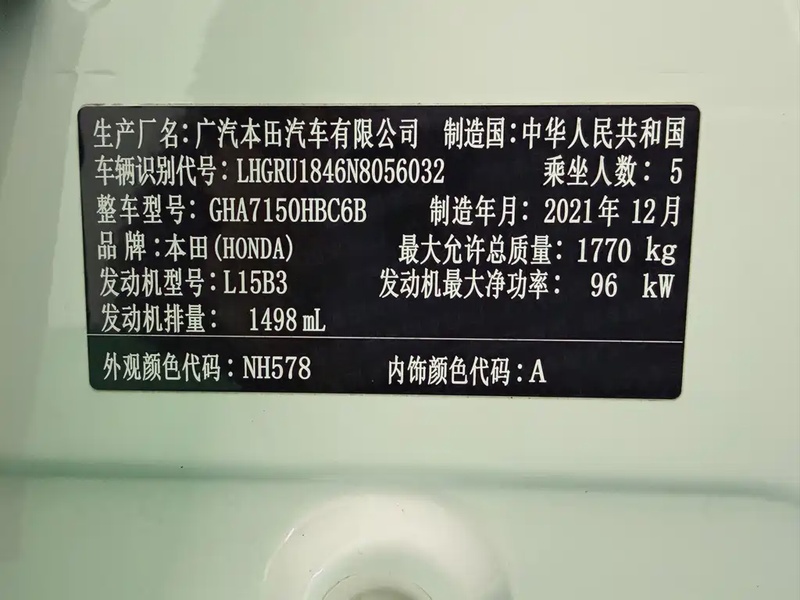 生产厂名:广汽本田汽车有限公司 制造国:中华人民共和国
车辆识别代号:LHGRU1846N8056032 乘坐人数: 5
整车型号: GHA7150HBC6B 制造年月: 2021年 12月
品 牌:本田(HONDA) 最大允许总质量: 1770 kg
发动机型号:L15B3 发动机最大净功率: 96 kW
发动机排量: 1498 mL
外观颜色代码:NH578 内饰颜色代码:A